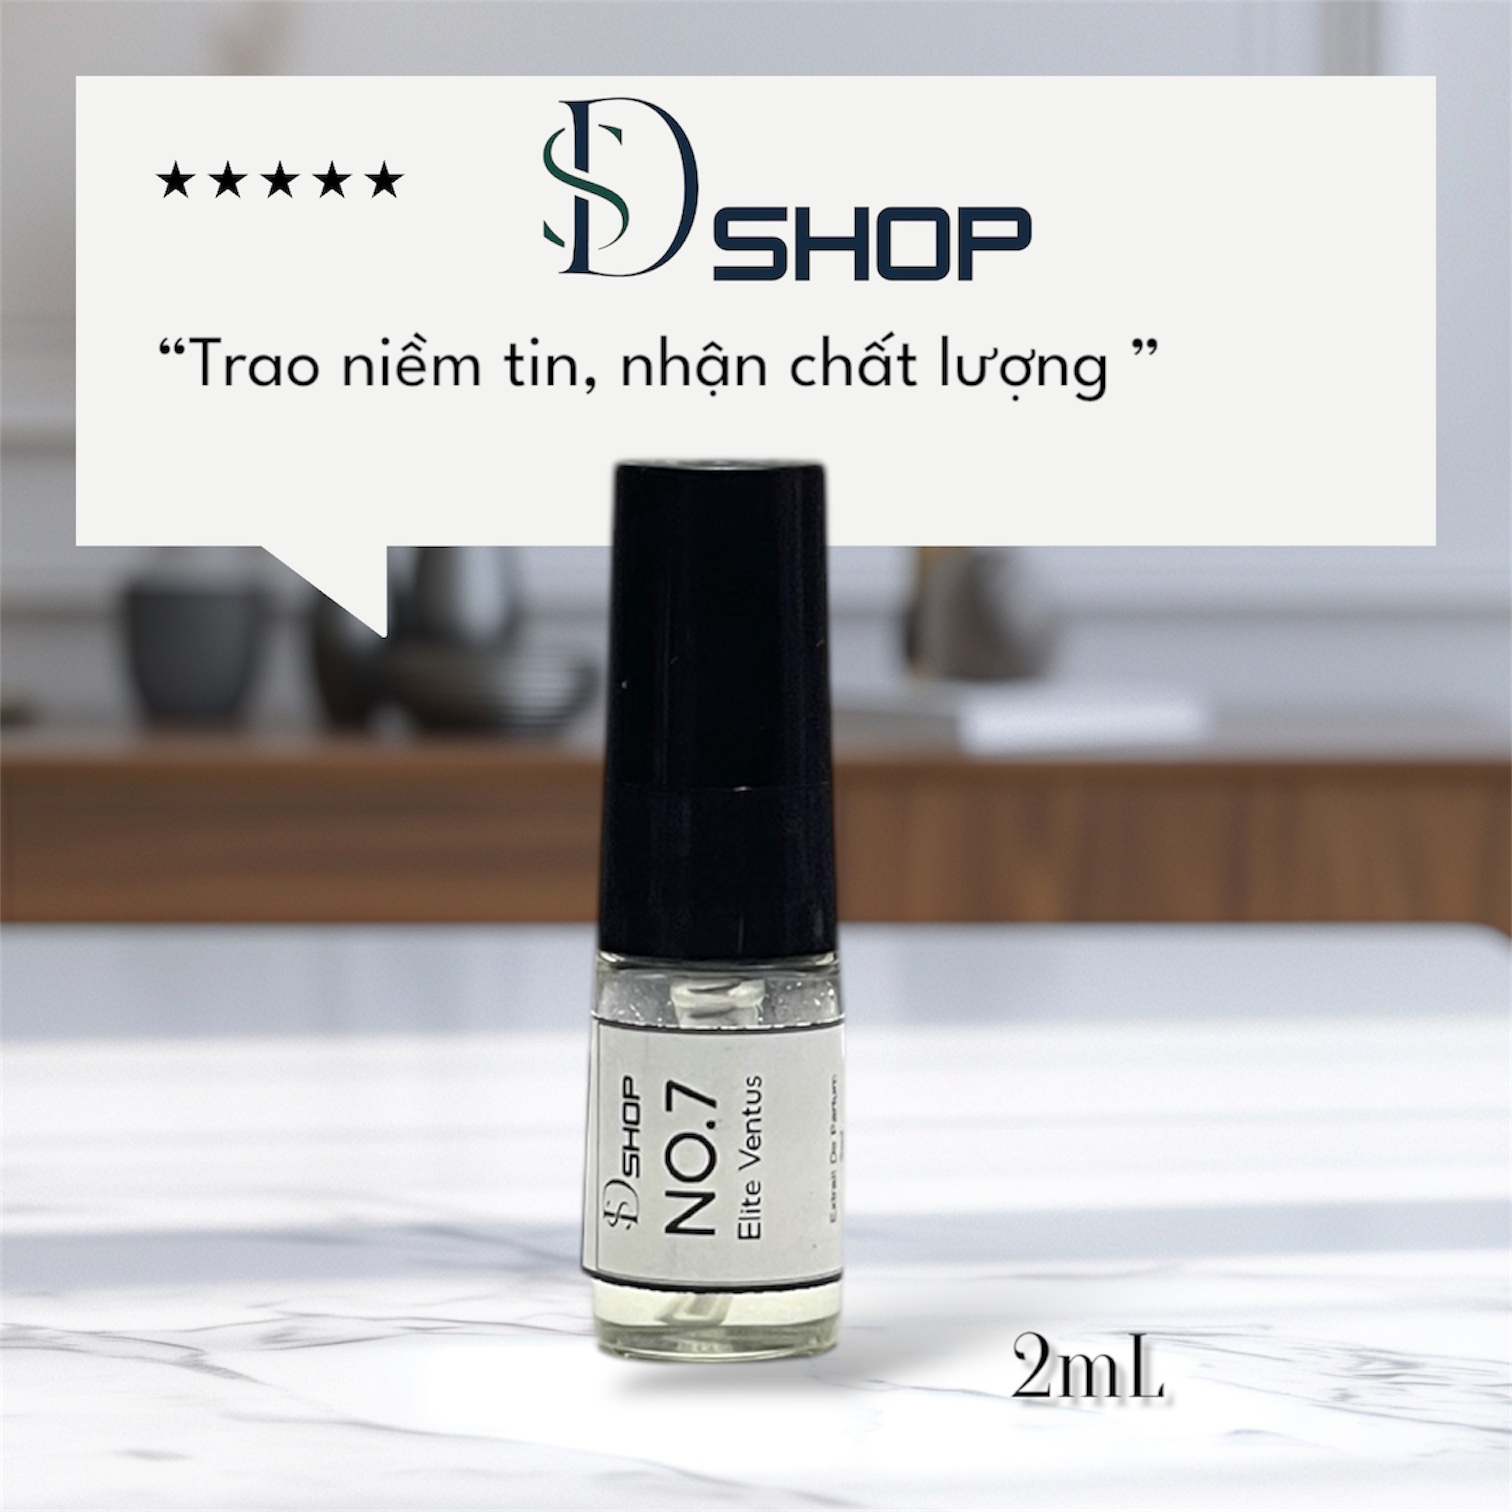 ★★★★★
SD SHOP
“Trao niềm tin, nhận chất lượng ”
SD SHOP
NO.7
Elite Ventus
Extrait De Parfum
2mL